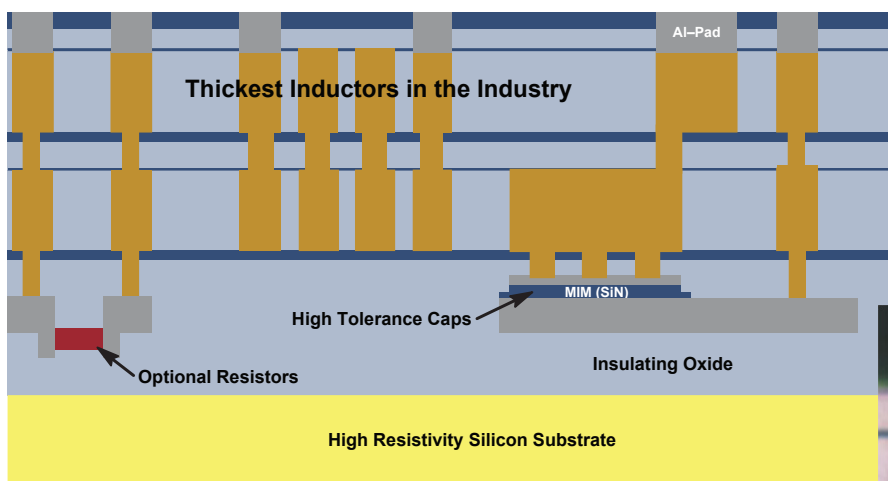 Al–Pad
Thickest Inductors in the Industry
MIM (SiN)
High Tolerance Caps
Insulating Oxide
Optional Resistors
High Resistivity Silicon Substrate